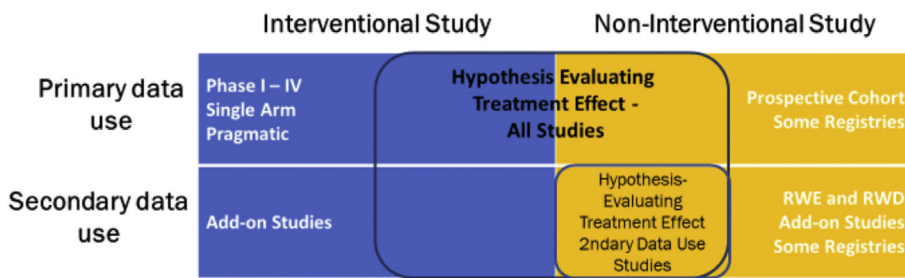 Interventional Study
Non-Interventional Study
Primary data
use
Phase I – IV
Single Arm
Pragmatic
Hypothesis Evaluating
Treatment Effect -
All Studies
Prospective Cohort
Some Registries
Secondary data
use
Add-on Studies
Hypothesis-
Evaluating
Treatment Effect
2ndary Data Use
Studies
RWE and RWD
Add-on Studies
Some Registries